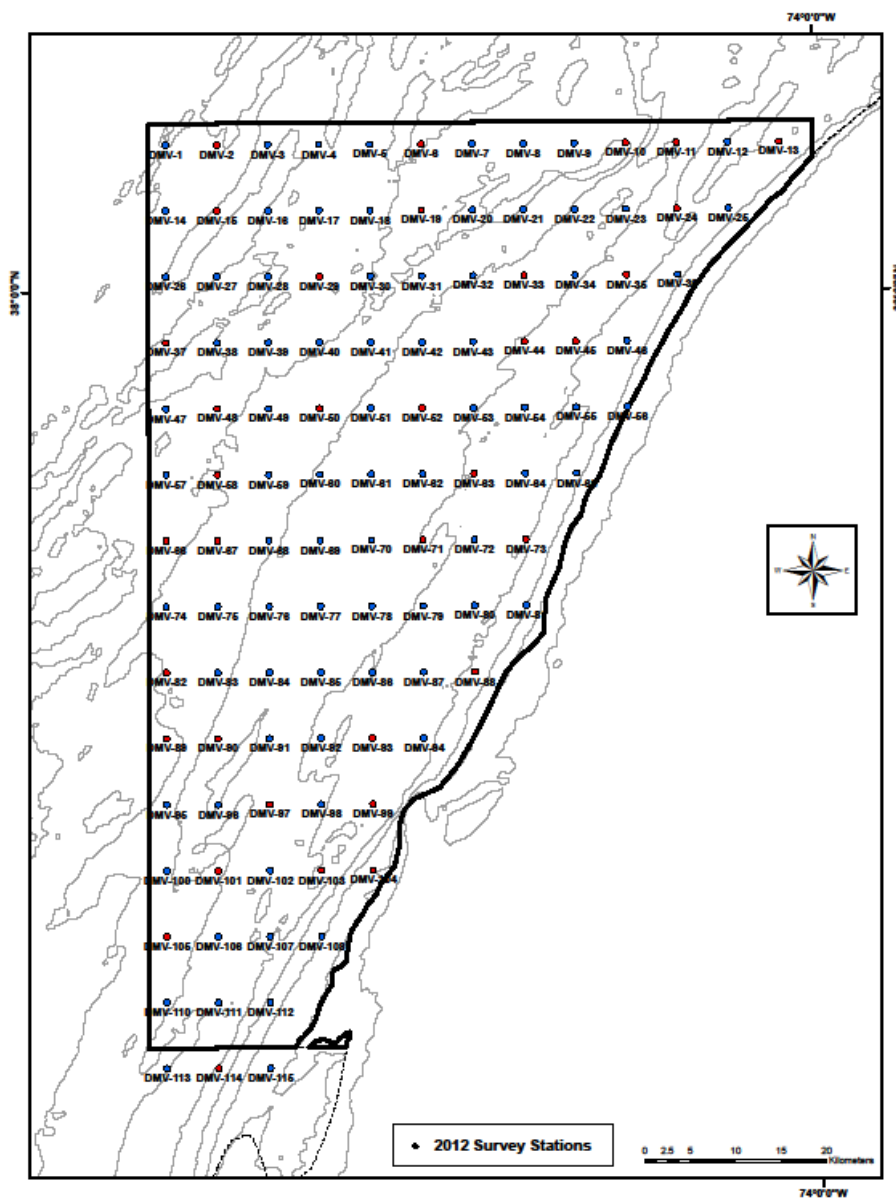 74°0'0"W
DMV-1 DMV-2 DMV-3 DMV-4 DMV-5 DMV-6 DMV-7 DMV-8 DMV-9 DMV-10 DMV-11 DMV-12 DMV-13
DMV-14 DMV-15 DMV-16 DMV-17 DMV-18 DMV-19 DMV-20 DMV-21 DMV-22 DMV-23 DMV-24 DMV-25
38°0'0"N
DMV-26 DMV-27 DMV-28 DMV-29 DMV-30 DMV-31 DMV-32 DMV-33 DMV-34 DMV-35
DMV-37 DMV-38 DMV-39 DMV-40 DMV-41 DMV-42 DMV-43 DMV-44 DMV-45 DMV-46
DMV-47 DMV-48 DMV-49 DMV-50 DMV-51 DMV-52 DMV-53 DMV-54 DMV-55 DMV-56
DMV-57 DMV-58 DMV-59 DMV-60 DMV-61 DMV-62 DMV-63 DMV-64
DMV-66 DMV-67 DMV-68 DMV-69 DMV-70 DMV-71 DMV-72 DMV-73
N
W E
S
DMV-74 DMV-75 DMV-76 DMV-77 DMV-78 DMV-79 DMV-80
DMV-82 DMV-83 DMV-84 DMV-85 DMV-86 DMV-87 DMV-88
DMV-89 DMV-90 DMV-91 DMV-92 DMV-93 DMV-94
DMV-95 DMV-96 DMV-97 DMV-98 DMV-99
DMV-100 DMV-101 DMV-102 DMV-103 DMV-104
DMV-105 DMV-106 DMV-107 DMV-108
DMV-110 DMV-111 DMV-112
DMV-113 DMV-114 DMV-115
2012 Survey Stations
0 2.5 5 10 15 20
Kilometers
74°0'0"W